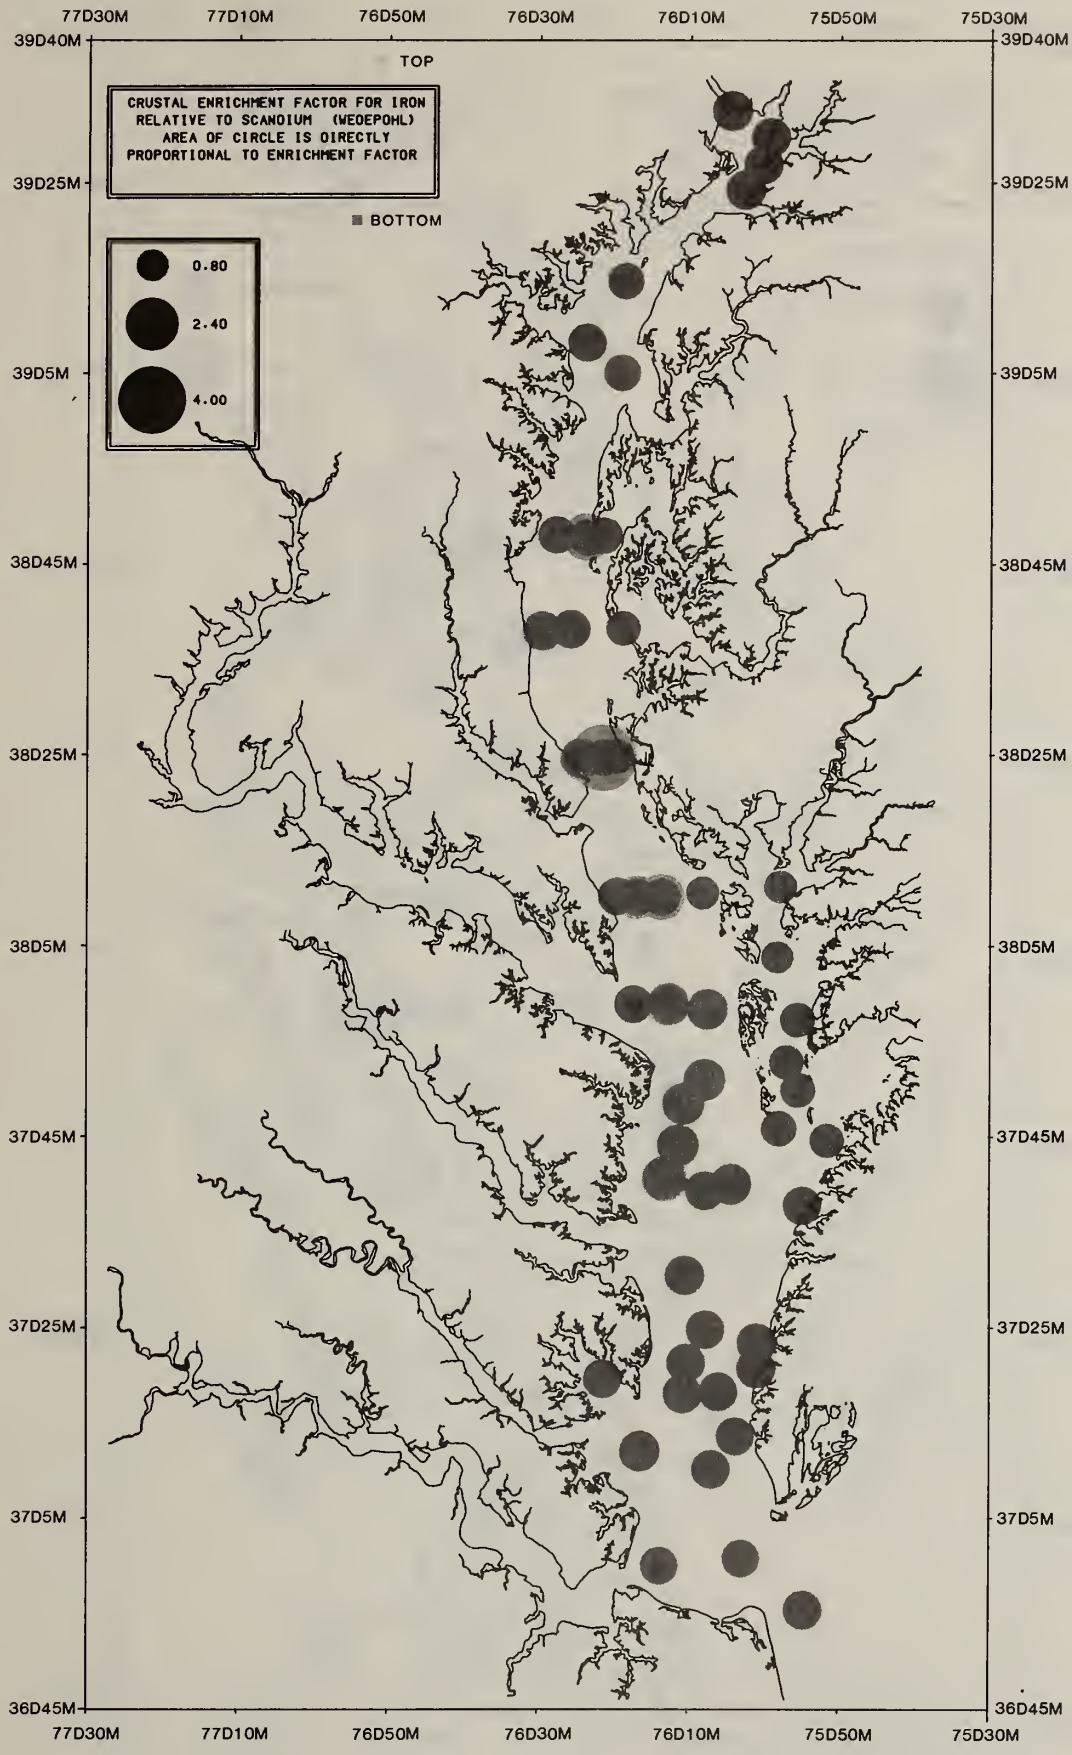 77D30M 77D10M 76D50M 76D30M 76D10M 75D50M 75D30M
39D40M 39D40M
TOP
CRUSTAL ENRICHMENT FACTOR FOR IRON
RELATIVE TO SCANDIUM (WEDEPOHL)
AREA OF CIRCLE IS DIRECTLY
PROPORTIONAL TO ENRICHMENT FACTOR
39D25M 39D25M
BOTTOM
0.80
2.40
39D5M 39D5M
4.00
38D45M 38D45M
38D25M 38D25M
38D5M 38D5M
37D45M 37D45M
37D25M 37D25M
37D5M 37D5M
36D45M 36D45M
77D30M 77D10M 76D50M 76D30M 76D10M 75D50M 75D30M